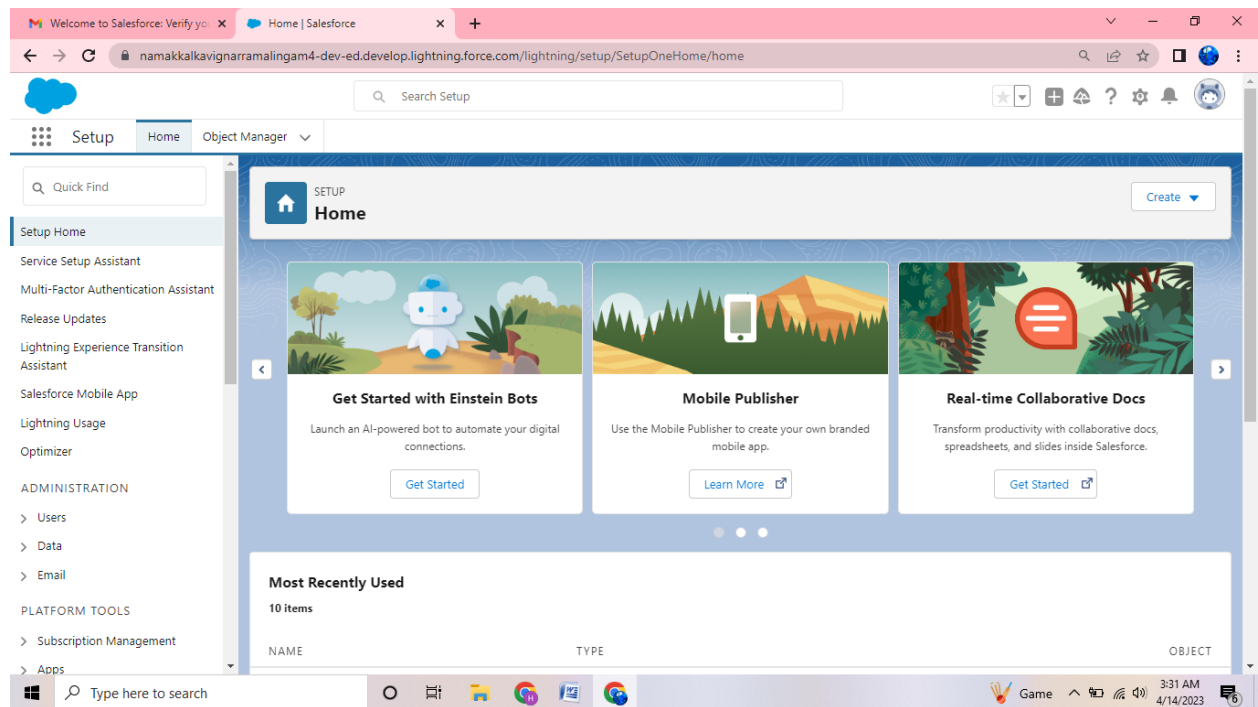 Welcome to Salesforce: Verify yo
Home | Salesforce
namakkalkavignarramalingam4-dev-ed.develop.lightning.force.com/lightning/setup/SetupOneHome/home
Search Setup
Setup
Home
Object Manager
Quick Find
Setup Home
Service Setup Assistant
Multi-Factor Authentication Assistant
Release Updates
Lightning Experience Transition
Assistant
Salesforce Mobile App
Lightning Usage
Optimizer
ADMINISTRATION
Users
Data
Email
PLATFORM TOOLS
Subscription Management
Apps
SETUP
Home
Create
Get Started with Einstein Bots
Launch an AI-powered bot to automate your digital
connections.
Get Started
Mobile Publisher
Use the Mobile Publisher to create your own branded
mobile app.
Learn More
Real-time Collaborative Docs
Transform productivity with collaborative docs,
spreadsheets, and slides inside Salesforce.
Get Started
Most Recently Used
10 items
NAME
TYPE
OBJECT
Type here to search
Game
3:31 AM
4/14/2023
6